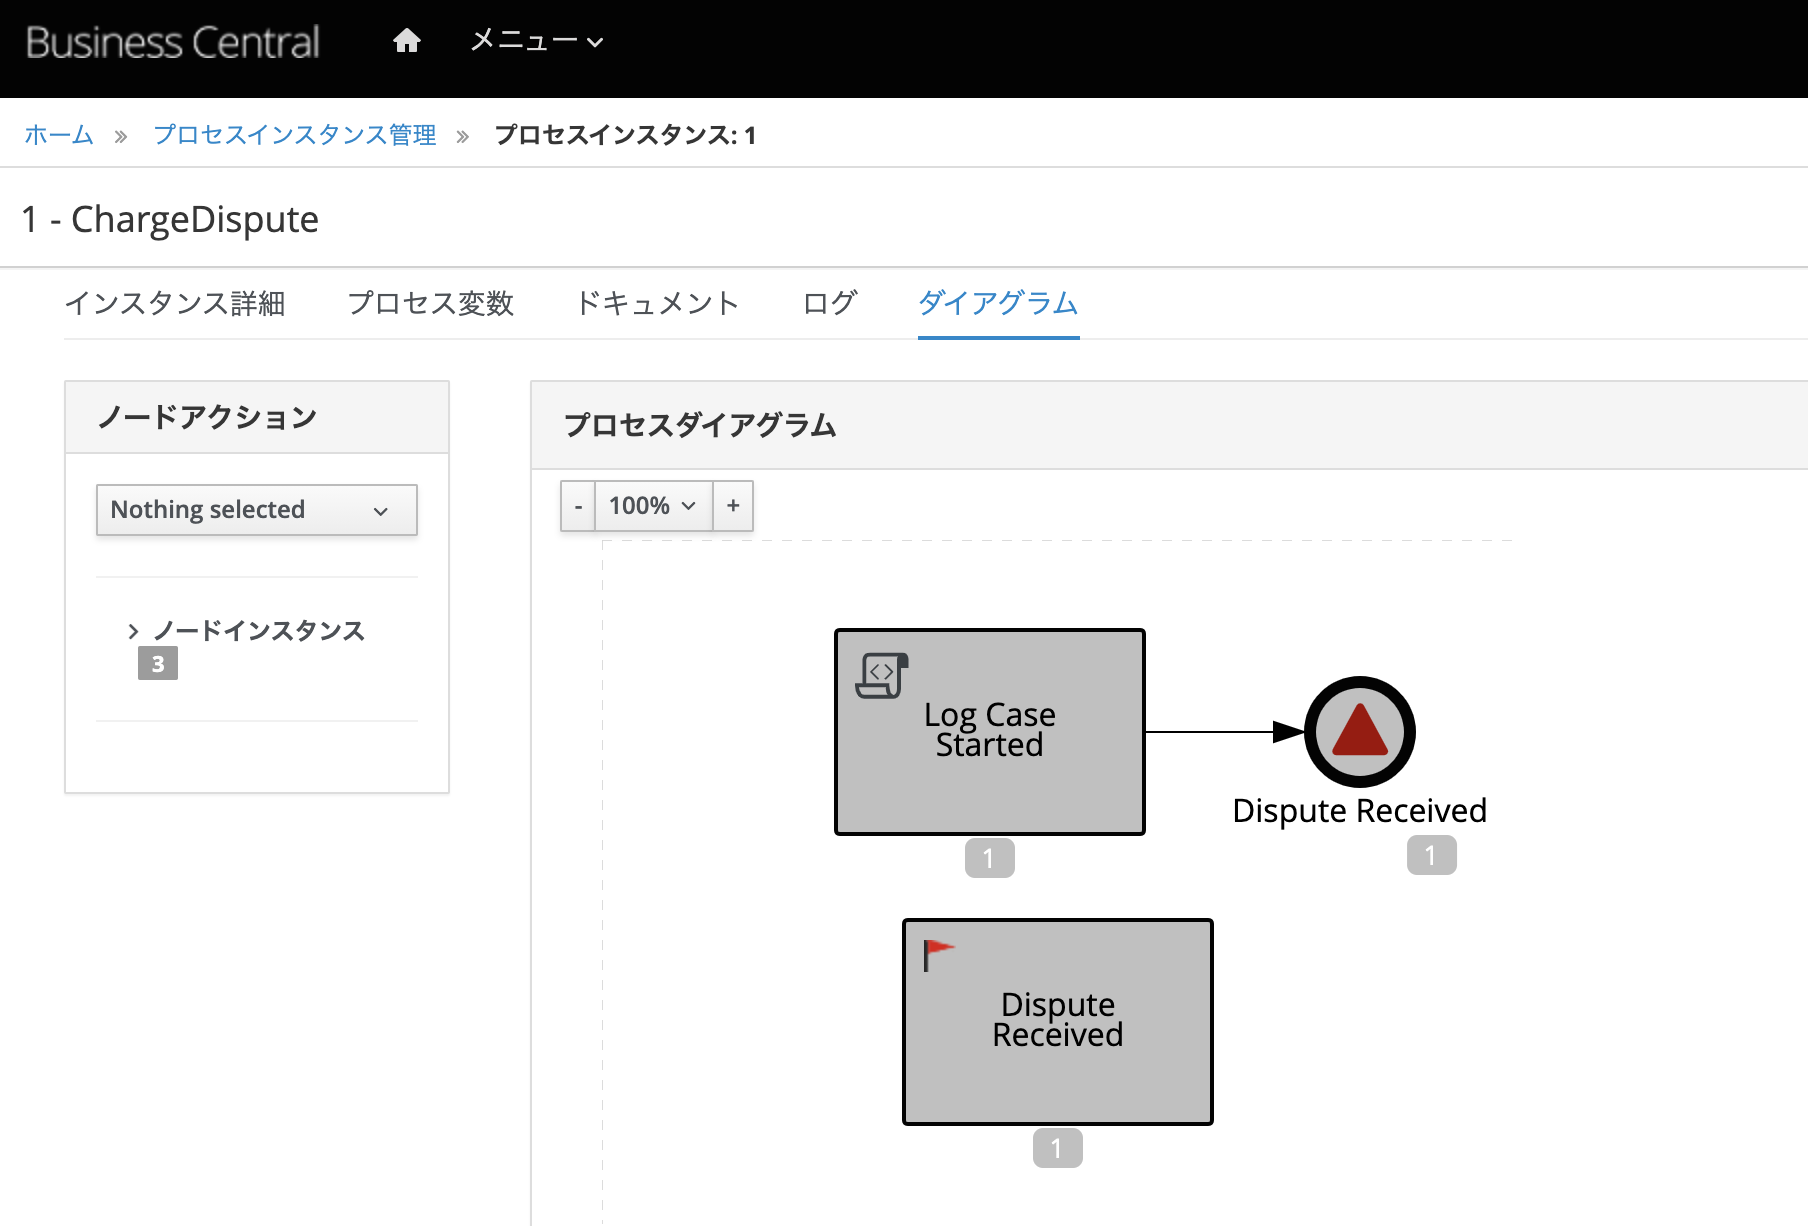 Business Central メニュー
ホーム » プロセスインスタンス管理 » プロセスインスタンス: 1
1 - ChargeDispute
インスタンス詳細 プロセス変数 ドキュメント ログ ダイアグラム
ノードアクション
Nothing selected
ノードインスタンス
3
プロセスダイアグラム
- 100% +
Log Case
Started
1
Dispute Received
1
Dispute
Received
1